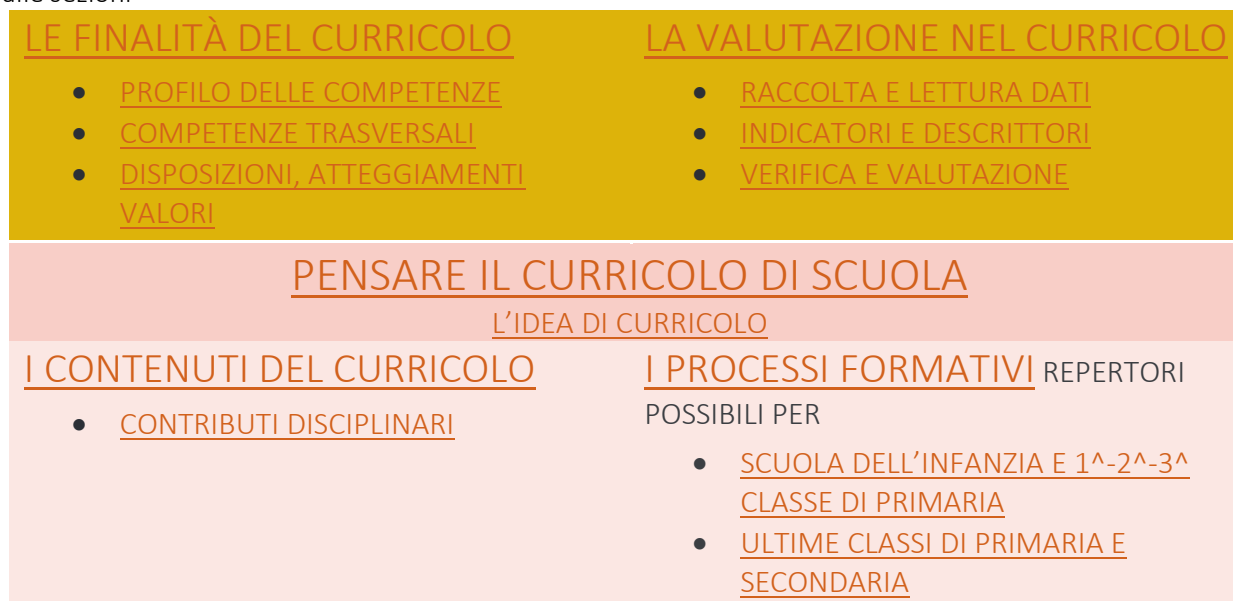 LE FINALITÀ DEL CURRICOLO
PROFILO DELLE COMPETENZE
COMPETENZE TRASVERSALI
DISPOSIZIONI, ATTEGGIAMENTI
VALORI
LA VALUTAZIONE NEL CURRICOLO
RACCOLTA E LETTURA DATI
INDICATORI E DESCRITTORI
VERIFICA E VALUTAZIONE
PENSARE IL CURRICOLO DI SCUOLA
L'IDEA DI CURRICOLO
I CONTENUTI DEL CURRICOLO
CONTRIBUTI DISCIPLINARI
I PROCESSI FORMATIVI REPERTORI
POSSIBILI PER
SCUOLA DELL'INFANZIA E 1^-2^-3^
CLASSE DI PRIMARIA
ULTIME CLASSI DI PRIMARIA E
SECONDARIA